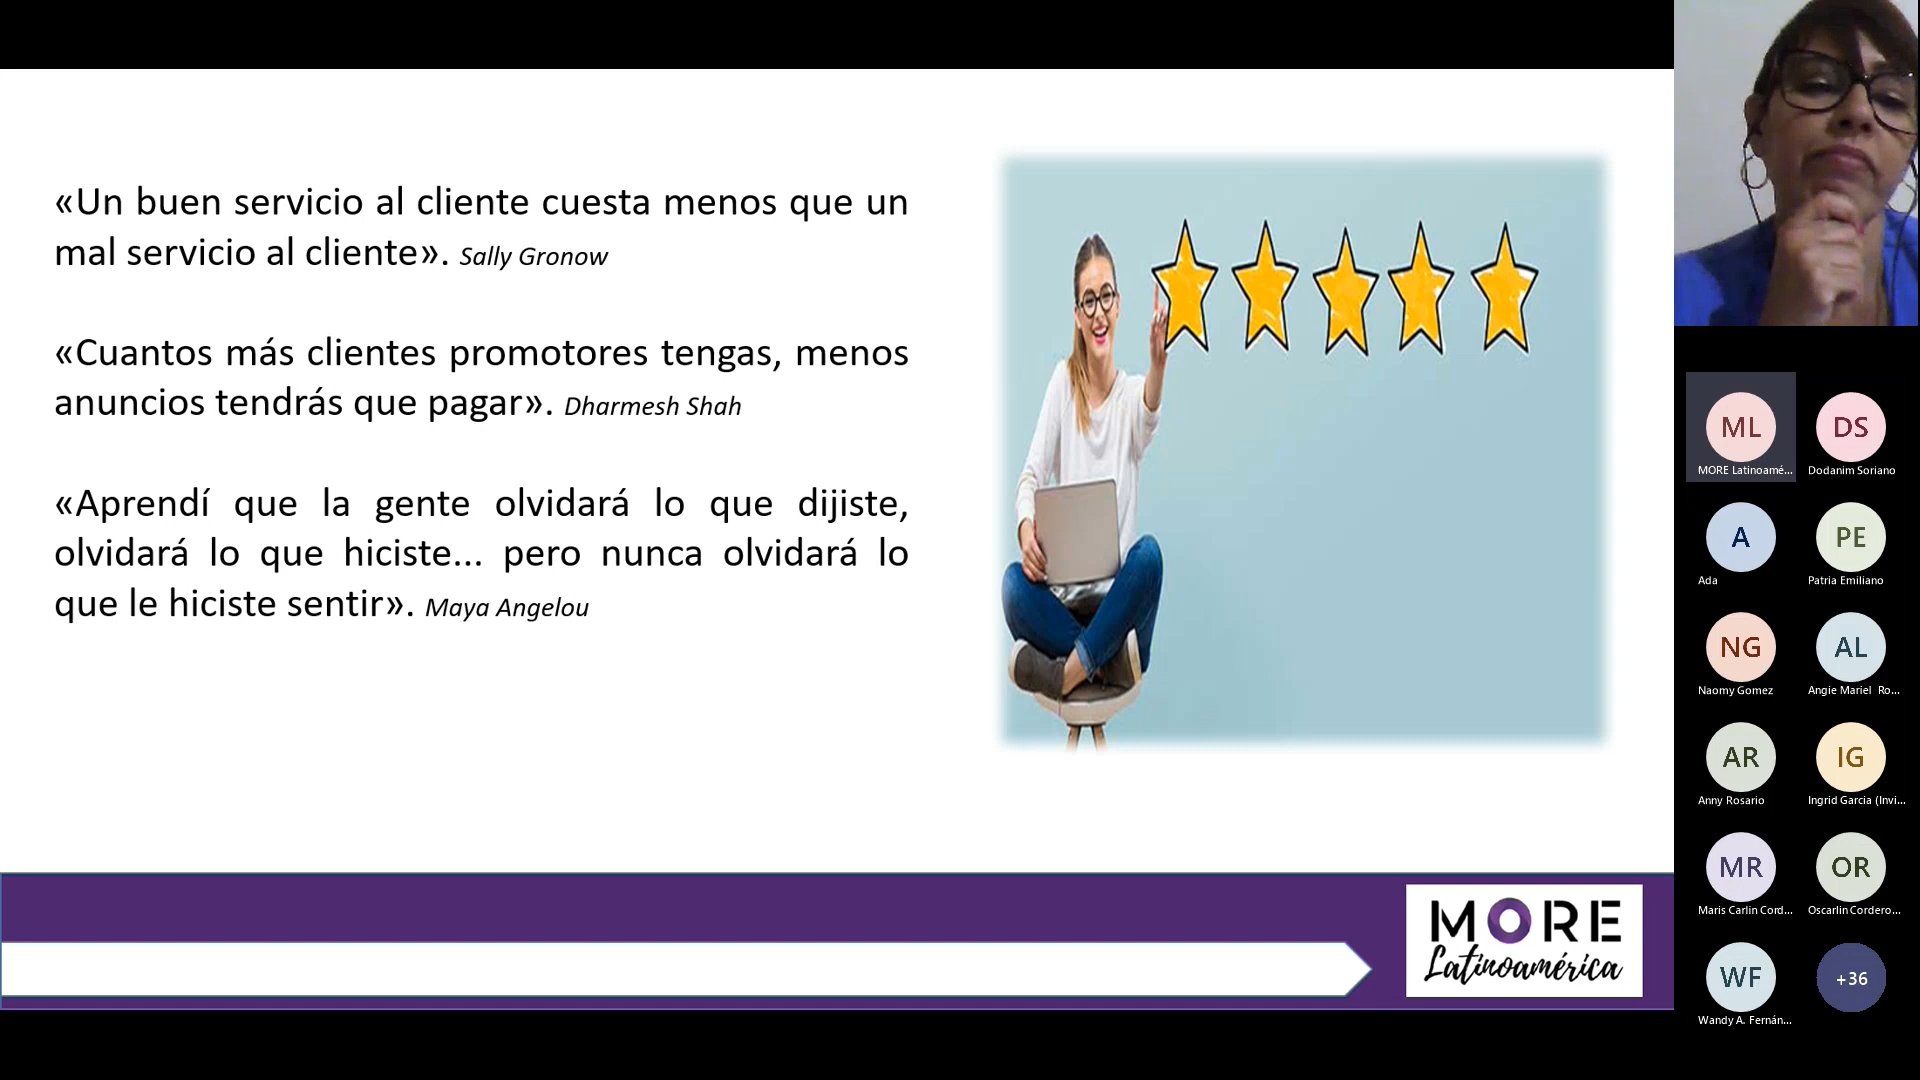 «Un buen servicio al cliente cuesta menos que un
mal servicio al cliente». Sally Gronow
«Cuantos más clientes promotores tengas, menos
anuncios tendrás que pagar». Dharmesh Shah
«Aprendí que la gente olvidará lo que dijiste,
olvidará lo que hiciste... pero nunca olvidará lo
que le hiciste sentir». Maya Angelou
MORE
Latinoamérica
ML
MORE Latinoamé...
DS
Dodanim Soriano
A
Ada
PE
Patria Emiliano
NG
Naomy Gomez
AL
Angie Mariel Ro...
AR
Anny Rosario
IG
Ingrid Garcia (Invi...
MR
Maris Carlin Cord...
OR
Oscarlin Cordero...
WF
Wandy A. Fernán...
+36